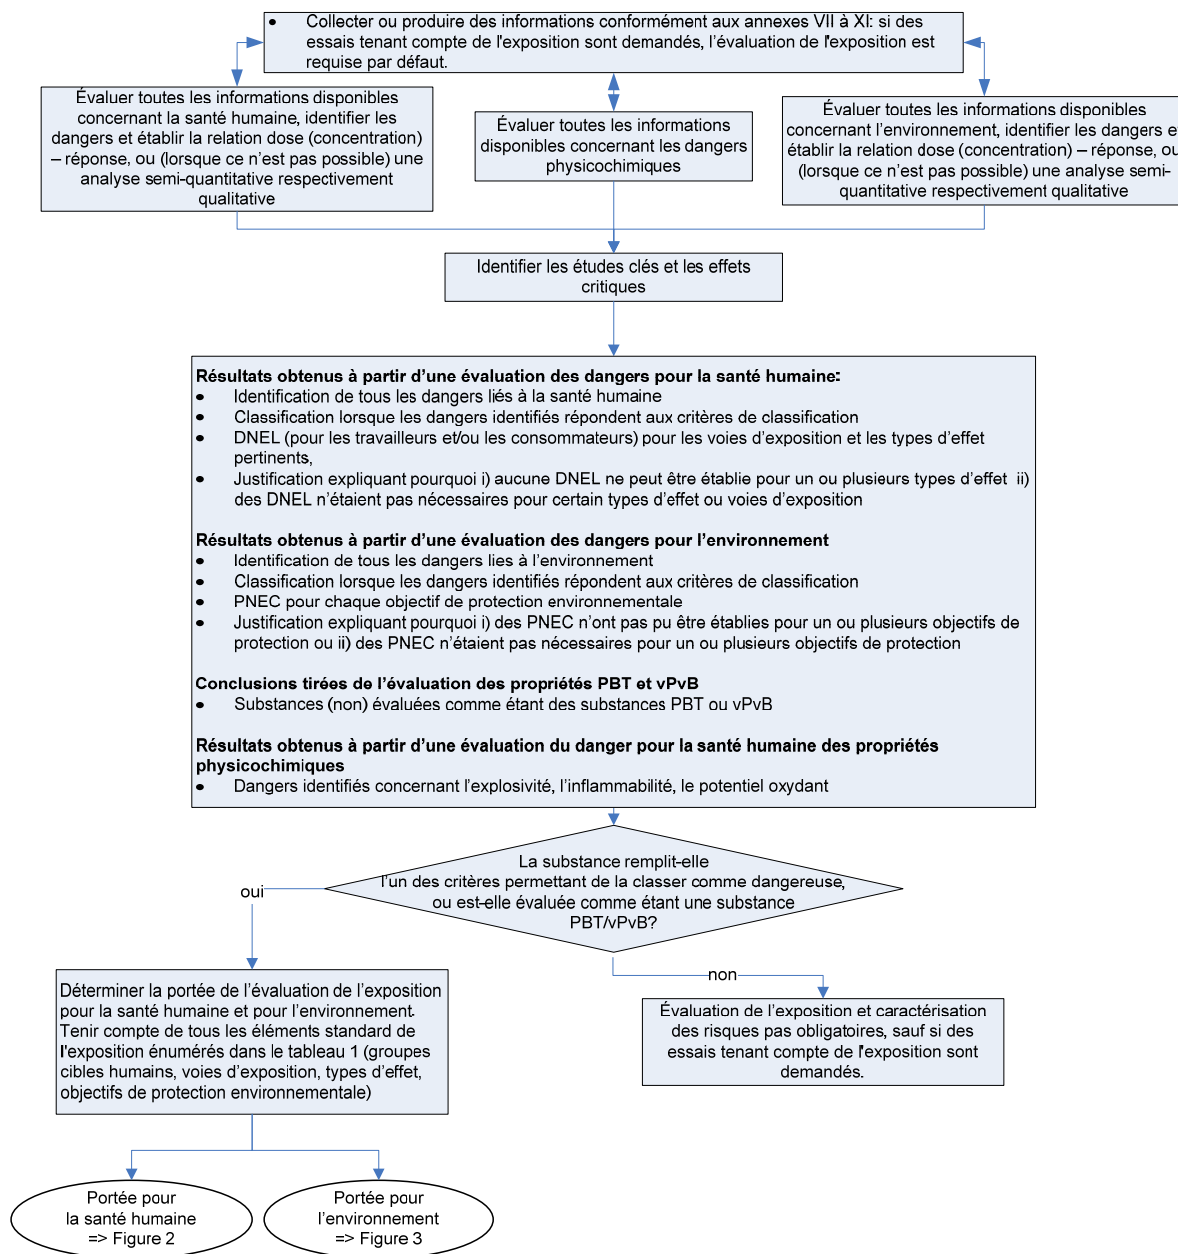 • Collecter ou produire des informations conformément aux annexes VII à XI: si des
essais tenant compte de l'exposition sont demandés, l'évaluation de l'exposition est
requise par défaut.
Évaluer toutes les informations disponibles
concernant la santé humaine, identifier les
dangers et établir la relation dose (concentration)
– réponse, ou (lorsque ce n'est pas possible) une
analyse semi-quantitative respectivement
qualitative
Évaluer toutes les informations
disponibles concernant les dangers
physicochimiques
Évaluer toutes les informations disponibles
concernant l'environnement, identifier les dangers e
établir la relation dose (concentration) – réponse, ou
(lorsque ce n'est pas possible) une analyse semi-
quantitative respectivement qualitative
Identifier les études clés et les effets
critiques
Résultats obtenus à partir d'une évaluation des dangers pour la santé humaine:
• Identification de tous les dangers liés à la santé humaine
• Classification lorsque les dangers identifiés répondent aux critères de classification
• DNEL (pour les travailleurs et/ou les consommateurs) pour les voies d'exposition et les types d'effet
pertinents,
• Justification expliquant pourquoi i) aucune DNEL ne peut être établie pour un ou plusieurs types d'effet ii)
des DNEL n'étaient pas nécessaires pour certain types d'effet ou voies d'exposition
Résultats obtenus à partir d'une évaluation des dangers pour l'environnement
• Identification de tous les dangers lies à l'environnement
• Classification lorsque les dangers identifiés répondent aux critères de classification
• PNEC pour chaque objectif de protection environnementale
• Justification expliquant pourquoi i) des PNEC n'ont pas pu être établies pour un ou plusieurs objectifs de
protection ou ii) des PNEC n'étaient pas nécessaires pour un ou plusieurs objectifs de protection
Conclusions tirées de l'évaluation des propriétés PBT et vPvB
• Substances (non) évaluées comme étant des substances PBT ou vPvB
Résultats obtenus à partir d'une évaluation du danger pour la santé humaine des propriétés
physicochimiques
• Dangers identifiés concernant l'explosivité, l'inflammabilité, le potentiel oxydant
La substance remplit-elle
l'un des critères permettant de la classer comme dangereuse,
ou est-elle évaluée comme étant une substance
PBT/vPvB?
oui
non
Déterminer la portée de l'évaluation de l'exposition
pour la santé humaine et pour l'environnement.
Tenir compte de tous les éléments standard de
l'exposition énumérés dans le tableau 1 (groupes
cibles humains, voies d'exposition, types d'effet,
objectifs de protection environnementale)
Évaluation de l'exposition et caractérisation
des risques pas obligatoires, sauf si des
essais tenant compte de l'exposition sont
demandés.
Portée pour
la santé humaine
=> Figure 2
Portée pour
l'environnement
=> Figure 3